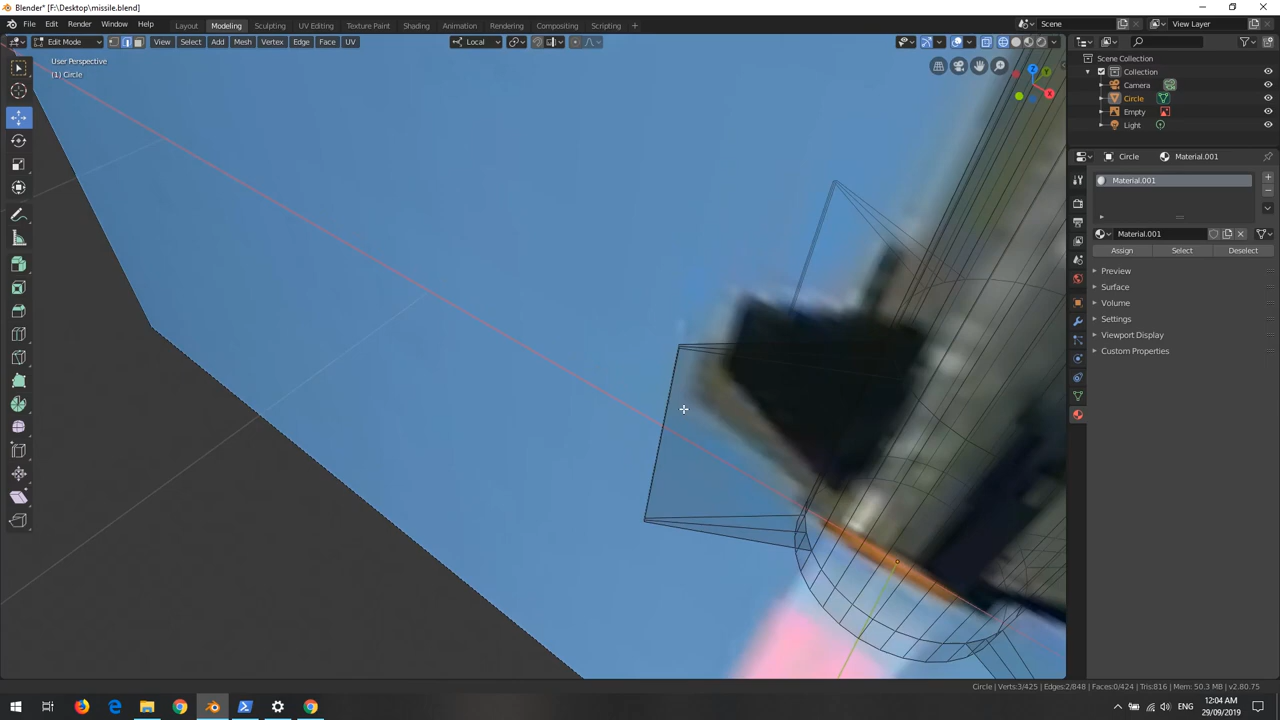 Blender* [F:\Desktop\missile.blend]
File Edit Render Window Help Layout Modeling Sculpting UV Editing Texture Paint Shading Animation Rendering Compositing Scripting Scene View Layer
Edit Mode View Select Add Mesh Vertex Edge Face UV Local
User Perspective
(1) Circle
Scene Collection
Collection
Camera
Circle
Empty
Light
Circle Material.001
Material.001
Material.001
Assign Select Deselect
Preview
Surface
Volume
Settings
Viewport Display
Custom Properties
Z
Y
X
Circle | Verts:3/425 | Edges:2/848 | Faces:0/424 | Tris:816 | Mem: 50.3 MB | v2.80.75
ENG
12:04 AM
29/09/2019